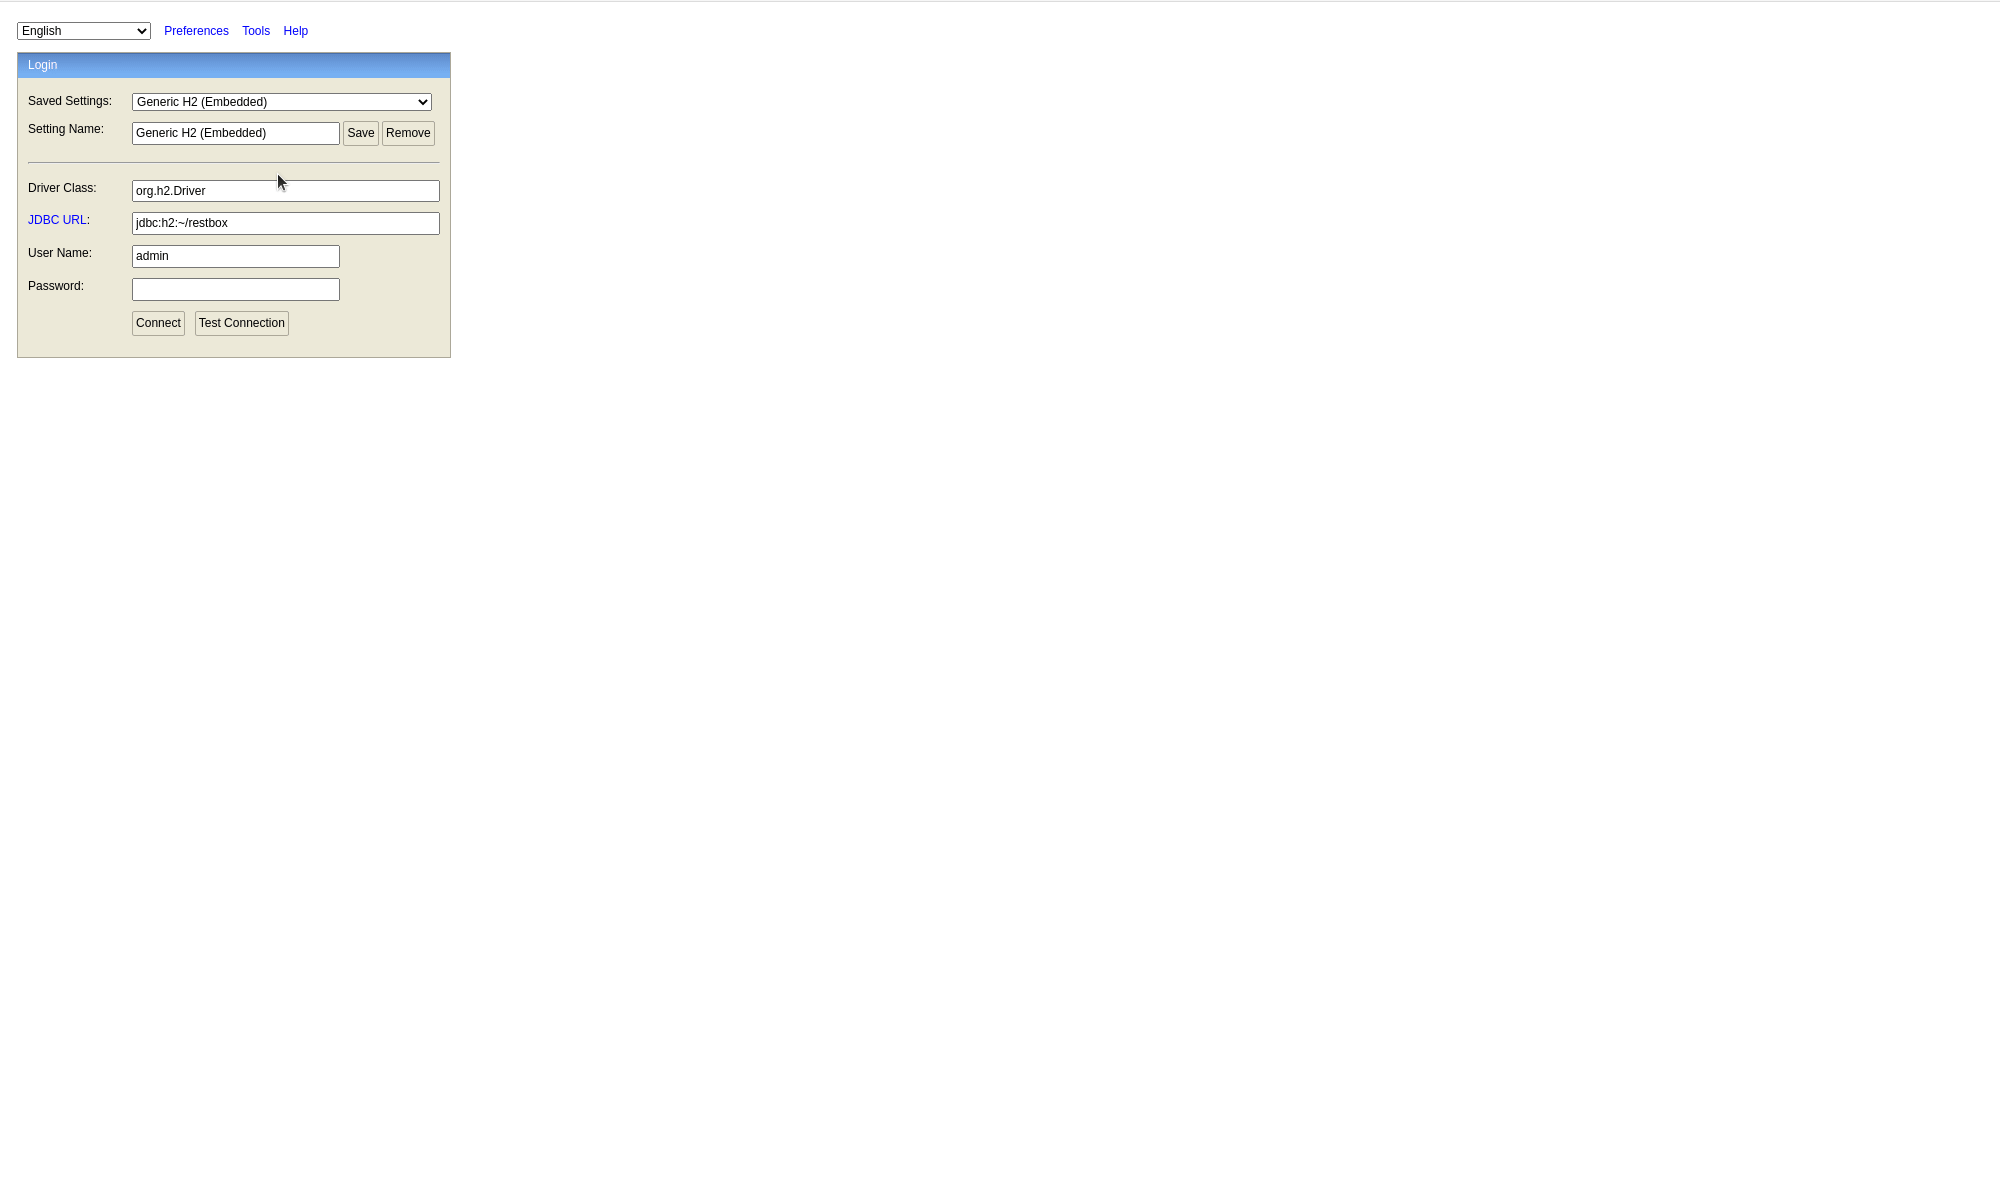 English Preferences Tools Help
Login
Saved Settings: Generic H2 (Embedded)
Setting Name: Generic H2 (Embedded) Save Remove
Driver Class: org.h2.Driver
JDBC URL: jdbc:h2:~/restbox
User Name: admin
Password:
Connect Test Connection